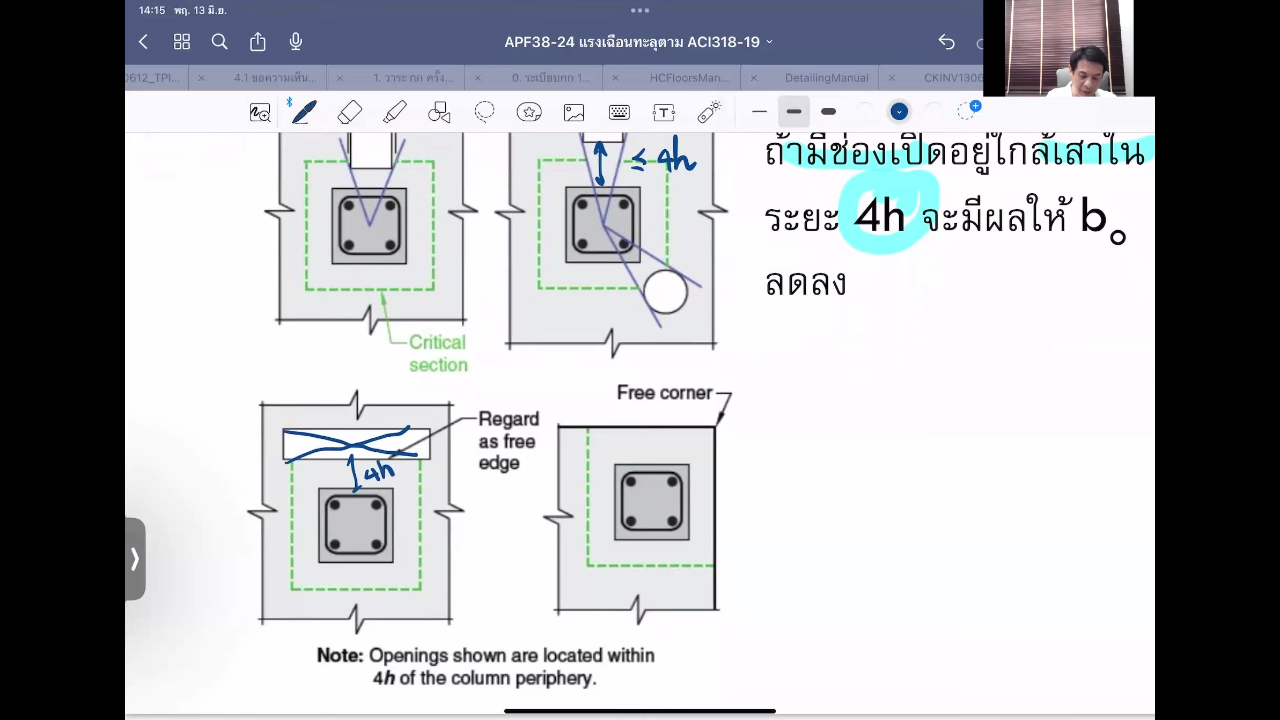 14:15 พฤ. 13 มิ.ย.
APF38-24 แรงเฉือนทะลุตาม ACI318-19
0612_TPI...
4.1 ขอความเห็น...
1. วาระ กก ครั้ง...
0. ระเบียบกก 1...
HCFloorsMan...
DetailingManual
CKINV1306
≤ 4h
ถ้ามีช่องเปิดอยู่ใกล้เสาใน
ระยะ 4h จะมีผลให้ b₀
ลดลง
Critical
section
Free corner
Regard
as free
edge
4h
Note: Openings shown are located within
4h of the column periphery.